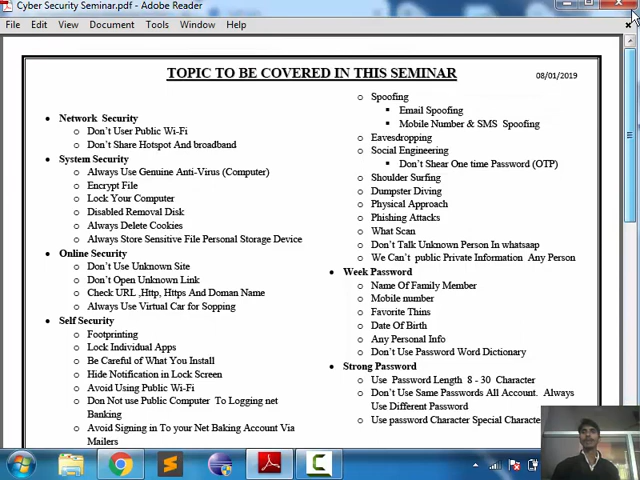 Cyber Security Seminar.pdf - Adobe Reader
File Edit View Document Tools Window Help
TOPIC TO BE COVERED IN THIS SEMINAR
08/01/2019
Network Security
Don't User Public Wi-Fi
Don't Share Hotspot And broadband
System Security
Always Use Genuine Anti-Virus (Computer)
Encrypt File
Lock Your Computer
Disabled Removal Disk
Always Delete Cookies
Always Store Sensitive File Personal Storage Device
Online Security
Don't Use Unknown Site
Don't Open Unknown Link
Check URL ,Http, Https And Doman Name
Always Use Virtual Car for Sopping
Self Security
Footprinting
Lock Individual Apps
Be Careful of What You Install
Hide Notification in Lock Screen
Avoid Using Public Wi-Fi
Don Not use Public Computer To Logging net
Banking
Avoid Signing in To your Net Baking Account Via
Mailers
Spoofing
Email Spoofing
Mobile Number & SMS Spoofing
Eavesdropping
Social Engineering
Don't Shear One time Password (OTP)
Shoulder Surfing
Dumpster Diving
Physical Approach
Phishing Attacks
What Scan
Don't Talk Unknown Person In whatsaap
We Can't public Private Information Any Person
Week Password
Name Of Family Member
Mobile number
Favorite Thins
Date Of Birth
Any Personal Info
Don't Use Password Word Dictionary
Strong Password
Use Password Length 8 - 30 Character
Don't Use Same Passwords All Account. Always
Use Different Password
Use password Character Special